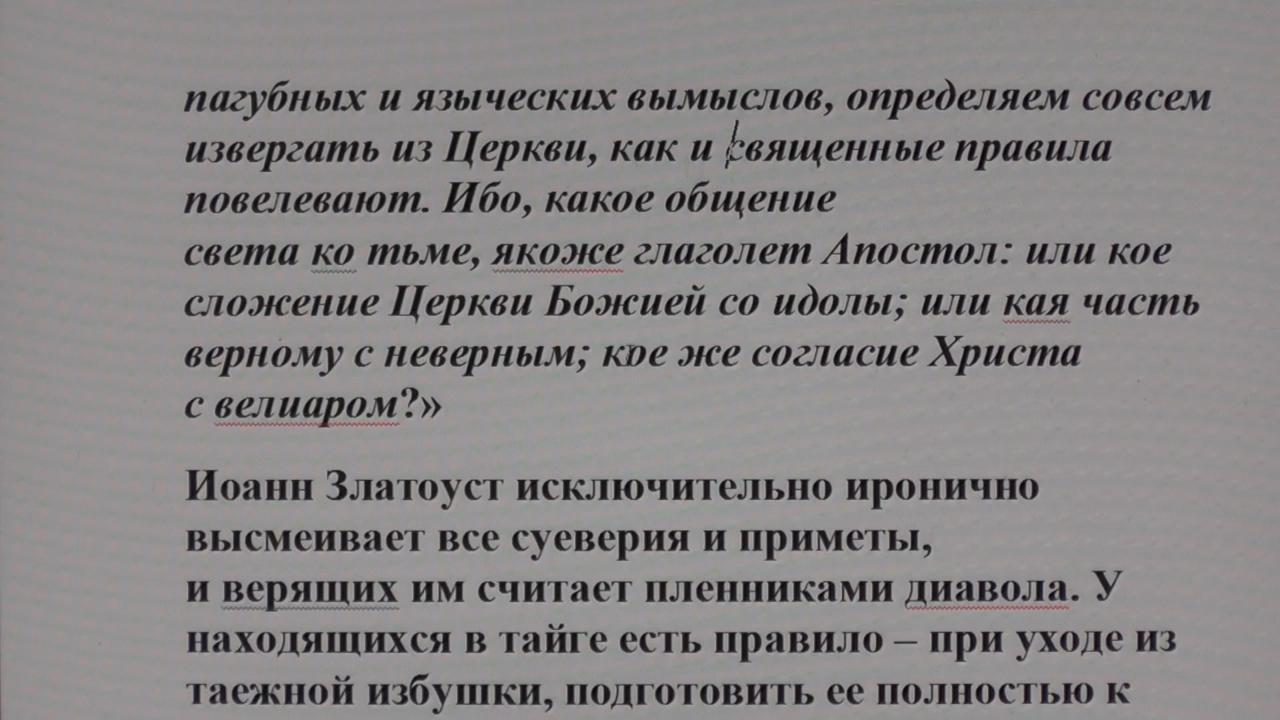 пагубных и языческих вымыслов, определяем совсем
извергать из Церкви, как и священные правила
повелевают. Ибо, какое общение
света ко тьме, якоже глаголет Апостол: или кое
сложение Церкви Божией со идолы; или кая часть
верному с неверным; кое же согласие Христа
с велиаром?»
Иоанн Златоуст исключительно иронично
высмеивает все суеверия и приметы,
и верящих им считает пленниками диавола. У
находящихся в тайге есть правило – при уходе из
таежной избушки, подготовить ее полностью к